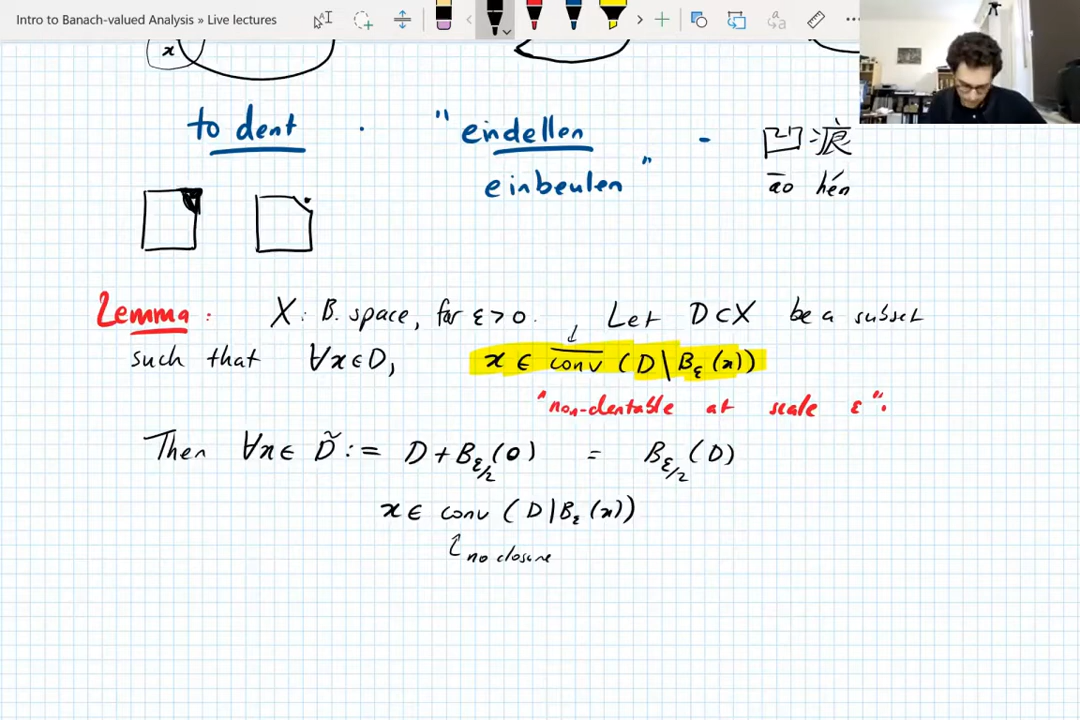 Intro to Banach-valued Analysis » Live lectures
x
to dent . " eindellen - 凹痕
einbeulen " āo hén
Lemma: X: B. space, for ε>0. Let D⊂X be a subset
such that ∀x∈D, x ∈ \overline{conv} (D\B_ε(x))
"non-dentable at scale ε":
Then ∀x∈ D̃ := D+B_{ε/2}(0) = B_{ε/2}(D)
x ∈ conv (D\B_ε(x))
no closure